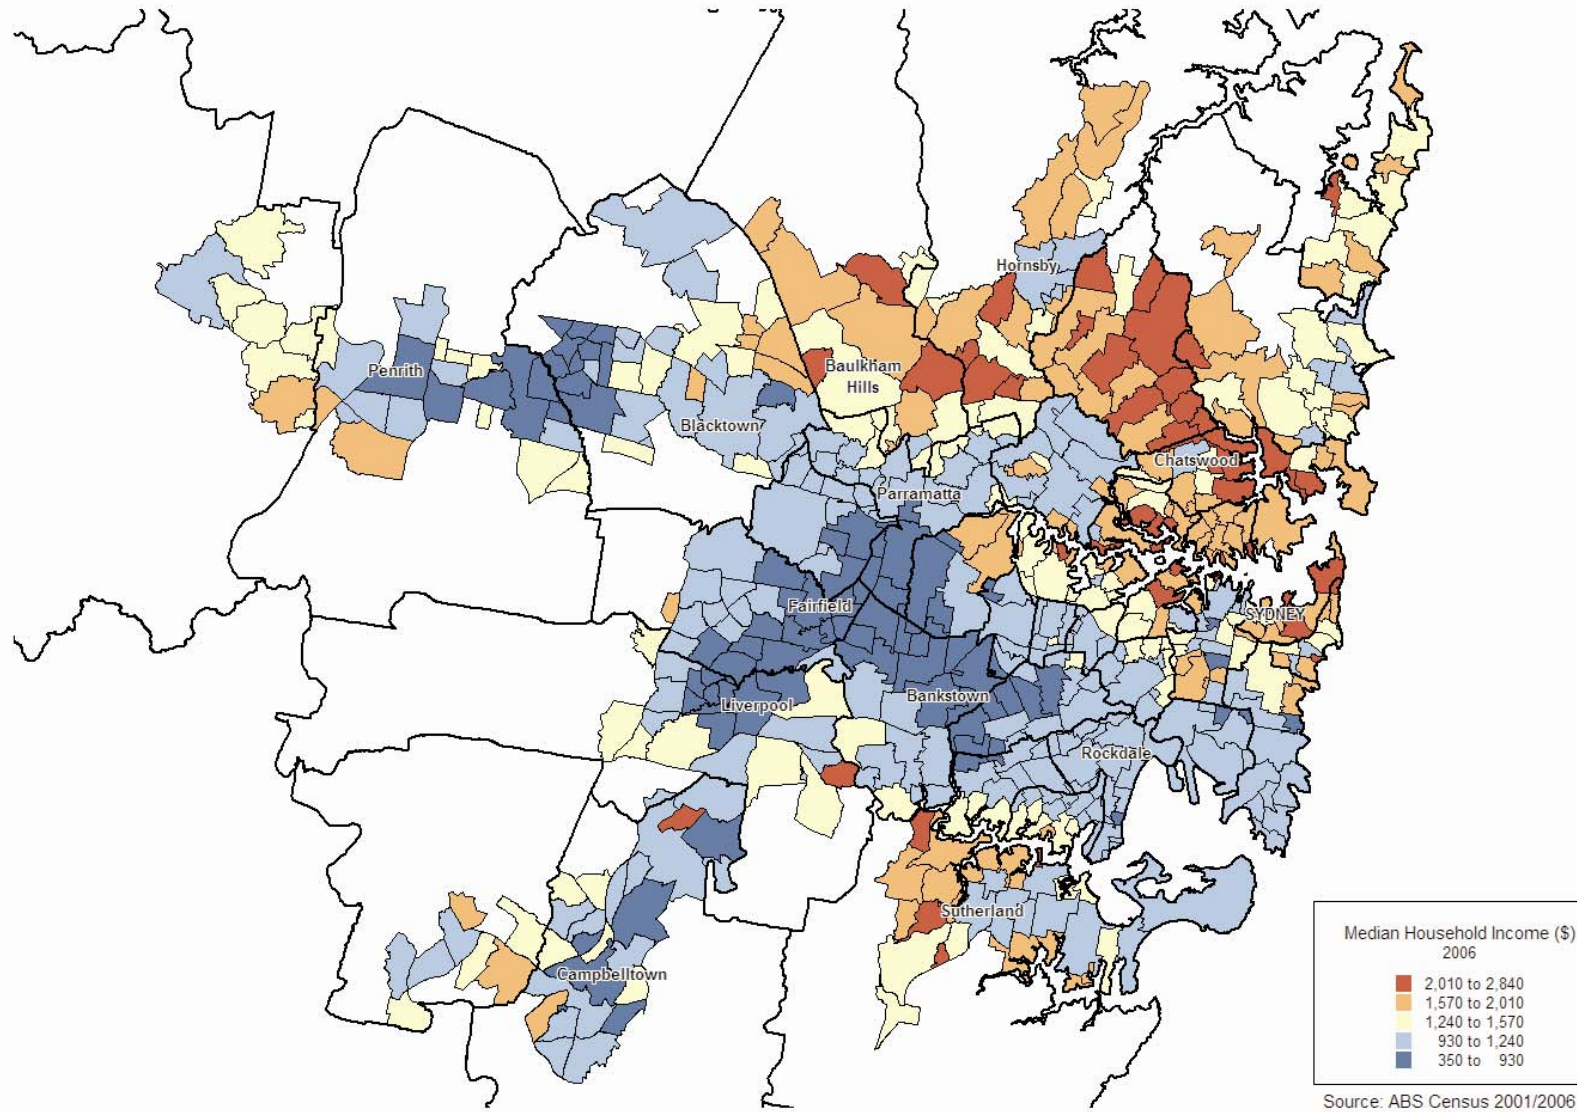 Hornsby
Penrith
Baulkham
Hills
Blacktown
Chatswood
Parramatta
Fairfield
SYDNEY
Bankstown
Liverpool
Rockdale
Sutherland
Campbelltown
Median Household Income ($)
2006
2,010 to 2,840
1,570 to 2,010
1,240 to 1,570
930 to 1,240
350 to 930
Source: ABS Census 2001/2006